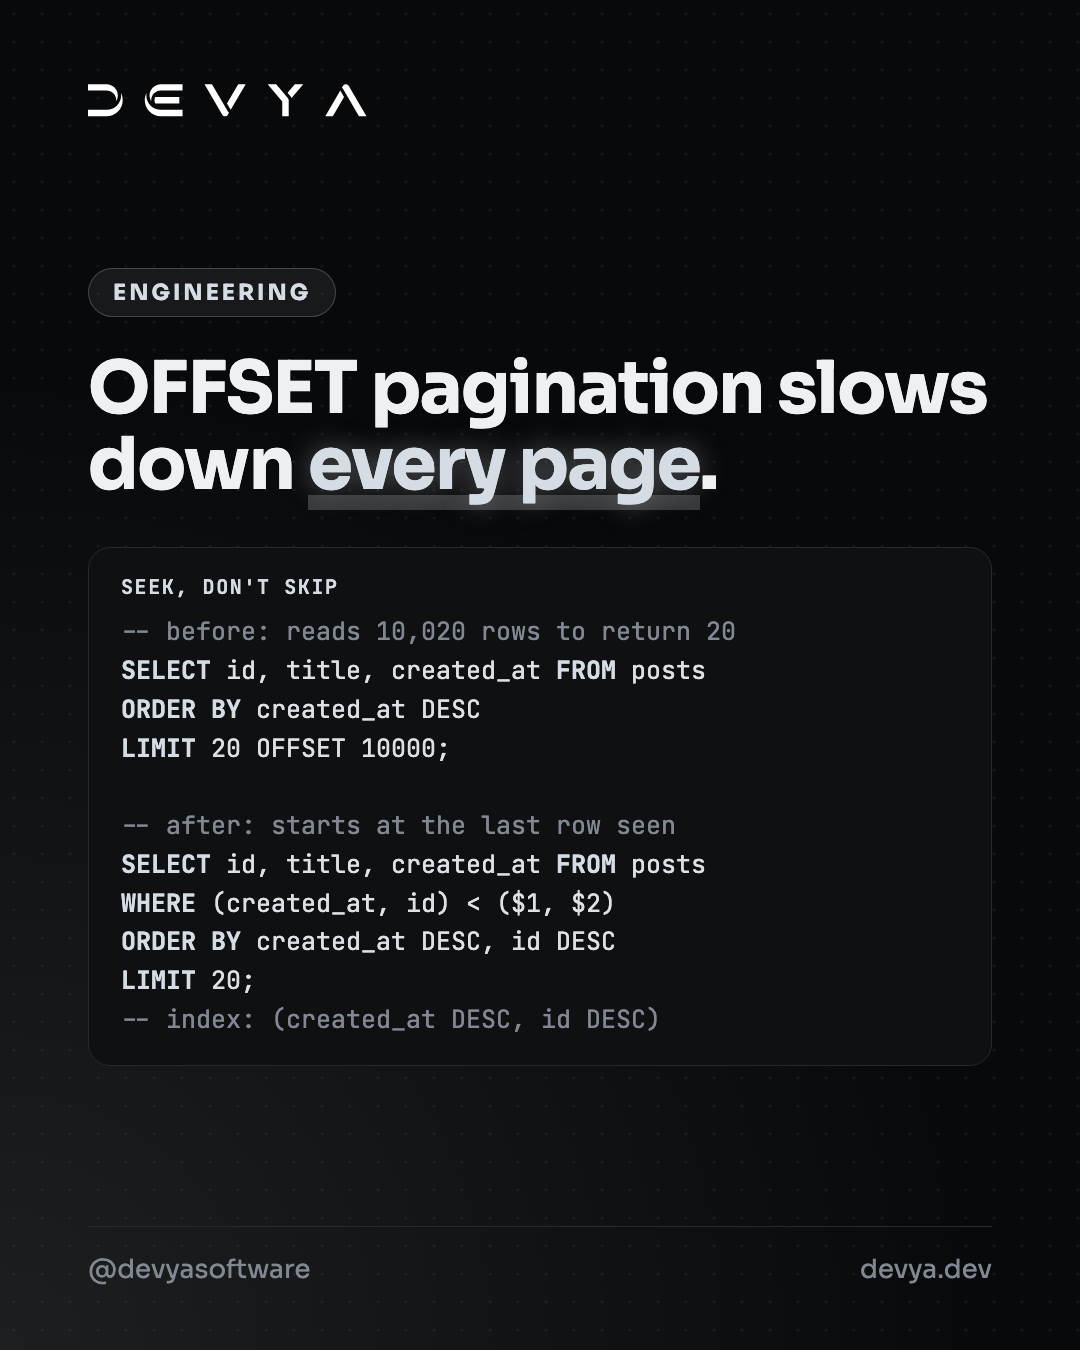 DEVYA
ENGINEERING
OFFSET pagination slows
down every page.
SEEK, DON'T SKIP
-- before: reads 10,020 rows to return 20
SELECT id, title, created_at FROM posts
ORDER BY created_at DESC
LIMIT 20 OFFSET 10000;
-- after: starts at the last row seen
SELECT id, title, created_at FROM posts
WHERE (created_at, id) < ($1, $2)
ORDER BY created_at DESC, id DESC
LIMIT 20;
-- index: (created_at DESC, id DESC)
@devyasoftware
devya.dev